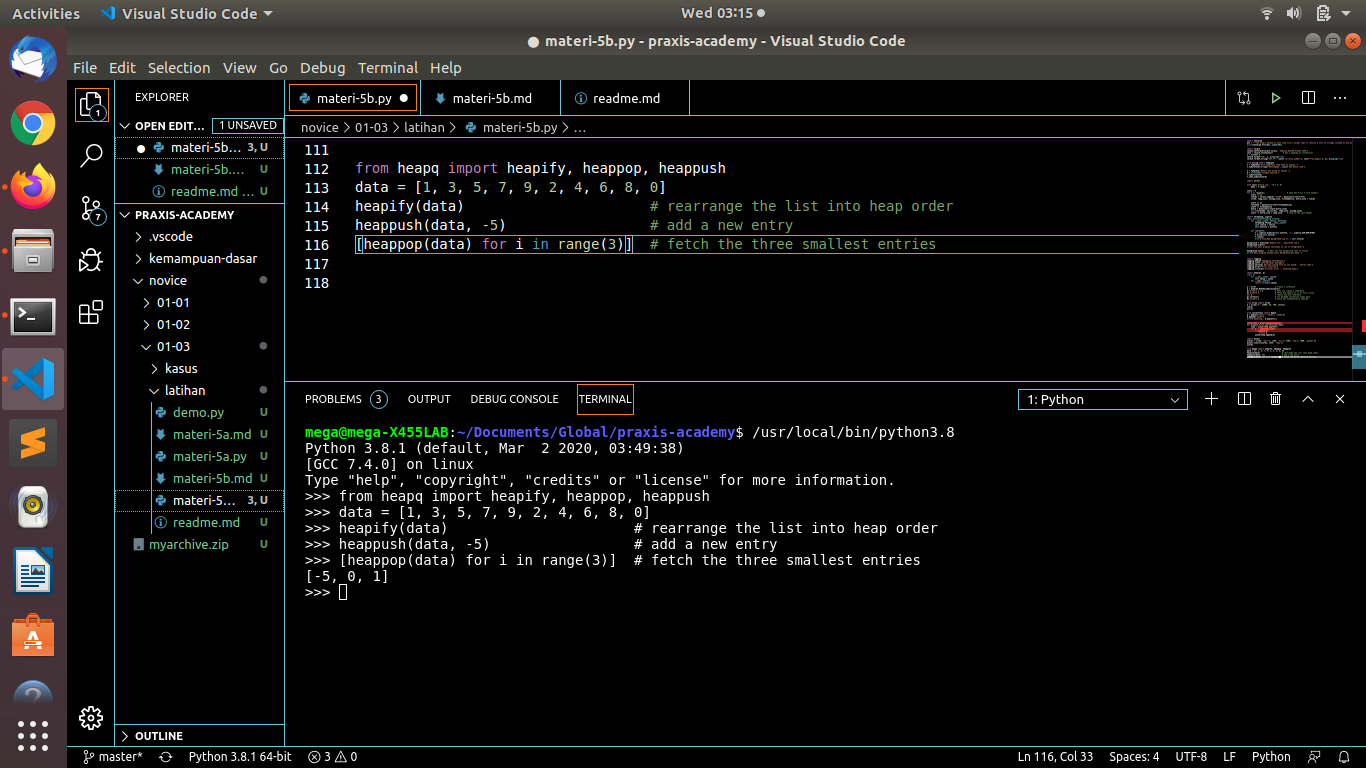 Activities Visual Studio Code Wed 03:15
materi-5b.py - praxis-academy - Visual Studio Code
File Edit Selection View Go Debug Terminal Help
EXPLORER
OPEN EDIT... 1 UNSAVED
materi-5b... 3, U
materi-5b.... U
readme.md ... U
PRAXIS-ACADEMY
.vscode
kemampuan-dasar
novice
01-01
01-02
01-03
kasus
latihan
demo.py U
materi-5a.md U
materi-5a.py U
materi-5b.md U
materi-5... 3, U
readme.md U
myarchive.zip U
OUTLINE
1
7
materi-5b.py materi-5b.md readme.md
novice > 01-03 > latihan > materi-5b.py > ...
111
112 from heapq import heapify, heappop, heappush
113 data = [1, 3, 5, 7, 9, 2, 4, 6, 8, 0]
114 heapify(data) # rearrange the list into heap order
115 heappush(data, -5) # add a new entry
116 [heappop(data) for i in range(3)] # fetch the three smallest entries
117
118
PROBLEMS 3 OUTPUT DEBUG CONSOLE TERMINAL 1: Python
mega@mega-X455LAB:~/Documents/Global/praxis-academy$ /usr/local/bin/python3.8
Python 3.8.1 (default, Mar  2 2020, 03:49:38)
[GCC 7.4.0] on linux
Type "help", "copyright", "credits" or "license" for more information.
>>> from heapq import heapify, heappop, heappush
>>> data = [1, 3, 5, 7, 9, 2, 4, 6, 8, 0]
>>> heapify(data) # rearrange the list into heap order
>>> heappush(data, -5) # add a new entry
>>> [heappop(data) for i in range(3)] # fetch the three smallest entries
[-5, 0, 1]
>>>
master* Python 3.8.1 64-bit 3 0 Ln 116, Col 33 Spaces: 4 UTF-8 LF Python